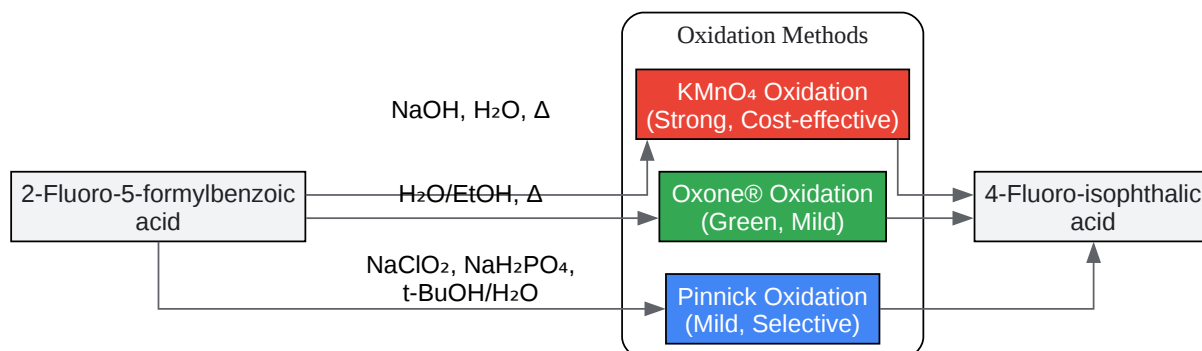 Oxidation Methods
KMnO₄ Oxidation
(Strong, Cost-effective)
NaOH, H₂O, Δ
2-Fluoro-5-formylbenzoic
acid
H₂O/EtOH, Δ
Oxone® Oxidation
(Green, Mild)
4-Fluoro-isophthalic
acid
NaClO₂, NaH₂PO₄,
t-BuOH/H₂O
Pinnick Oxidation
(Mild, Selective)